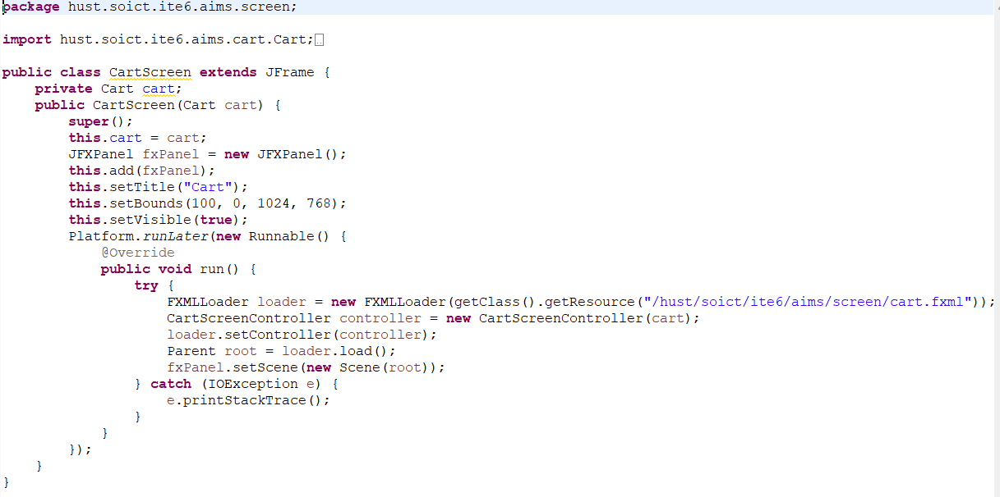 package hust.soict.ite6.aims.screen;
import hust.soict.ite6.aims.cart.Cart;
public class CartScreen extends JFrame {
    private Cart cart;
    public CartScreen(Cart cart) {
        super();
        this.cart = cart;
        JFXPanel fxPanel = new JFXPanel();
        this.add(fxPanel);
        this.setTitle("Cart");
        this.setBounds(100, 0, 1024, 768);
        this.setVisible(true);
        Platform.runLater(new Runnable() {
            @Override
            public void run() {
                try {
                    FXMLLoader loader = new FXMLLoader(getClass().getResource("/hust/soict/ite6/aims/screen/cart.fxml"));
                    CartScreenController controller = new CartScreenController(cart);
                    loader.setController(controller);
                    Parent root = loader.load();
                    fxPanel.setScene(new Scene(root));
                } catch (IOException e) {
                    e.printStackTrace();
                }
            }
        });
    }
}